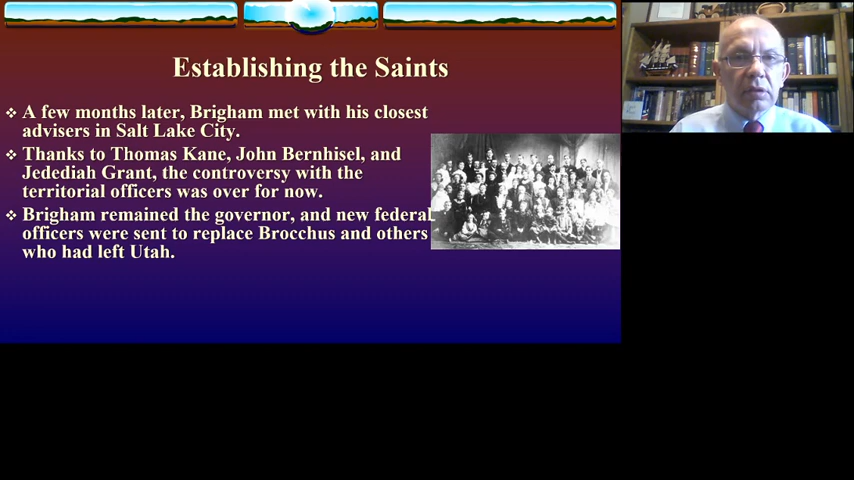 Establishing the Saints
❖ A few months later, Brigham met with his closest
advisers in Salt Lake City.
❖ Thanks to Thomas Kane, John Bernhisel, and
Jedediah Grant, the controversy with the
territorial officers was over for now.
❖ Brigham remained the governor, and new federal
officers were sent to replace Brocchus and others
who had left Utah.